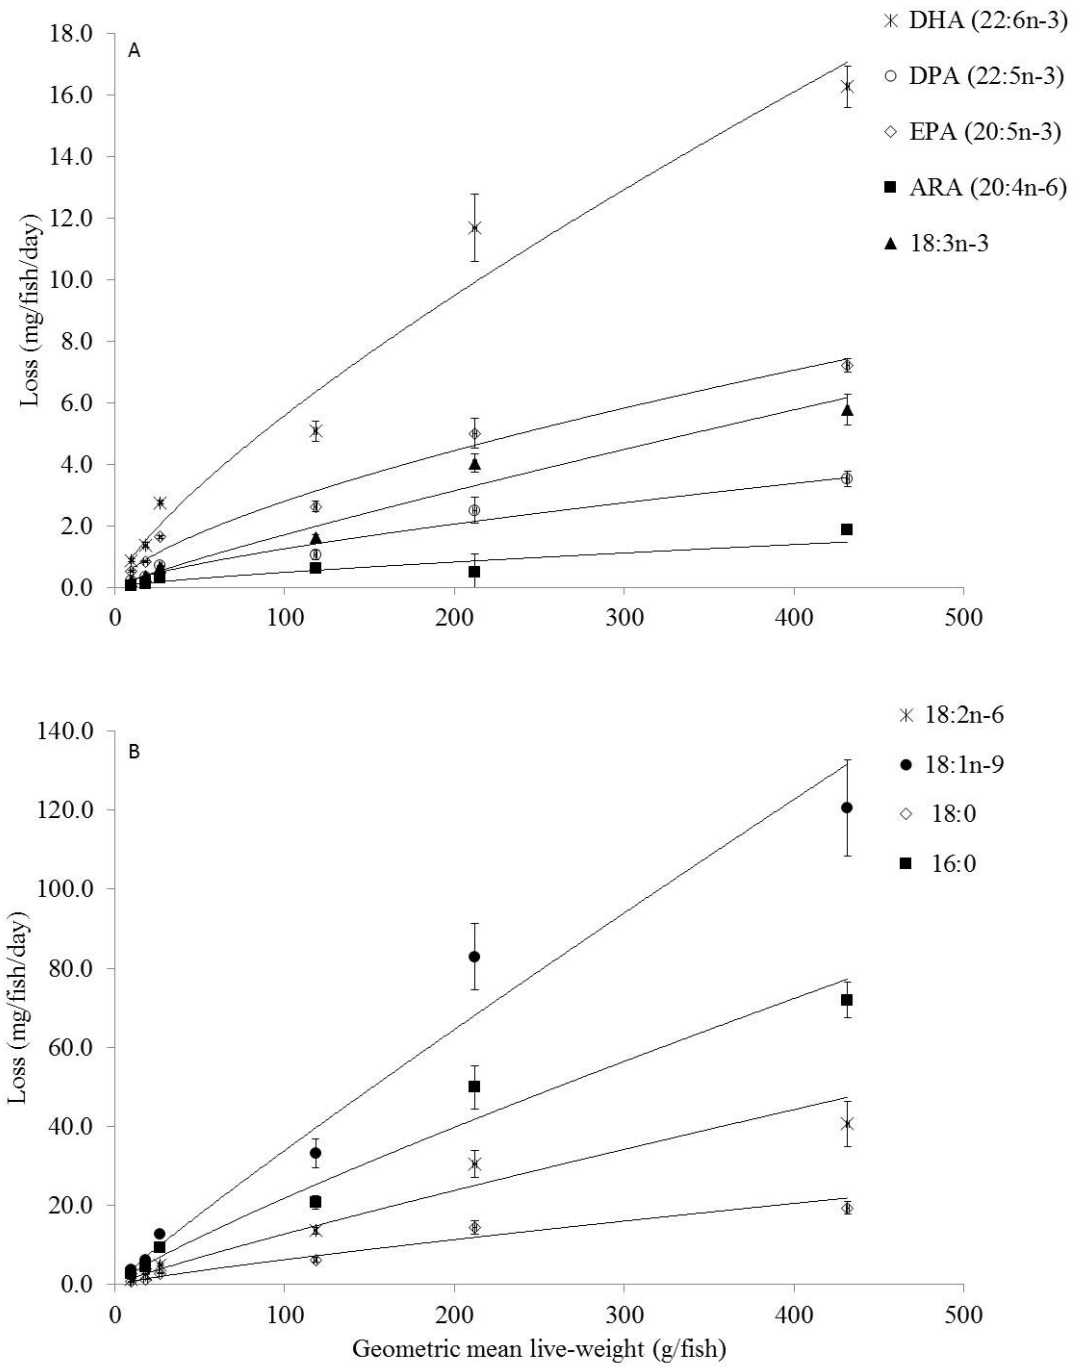 A
DHA (22:6n-3)
DPA (22:5n-3)
EPA (20:5n-3)
ARA (20:4n-6)
18:3n-3
Loss (mg/fish/day)
18.0
16.0
14.0
12.0
10.0
8.0
6.0
4.0
2.0
0.0
0 100 200 300 400 500
B
18:2n-6
18:1n-9
18:0
16:0
Loss (mg/fish/day)
140.0
120.0
100.0
80.0
60.0
40.0
20.0
0.0
0 100 200 300 400 500
Geometric mean live-weight (g/fish)